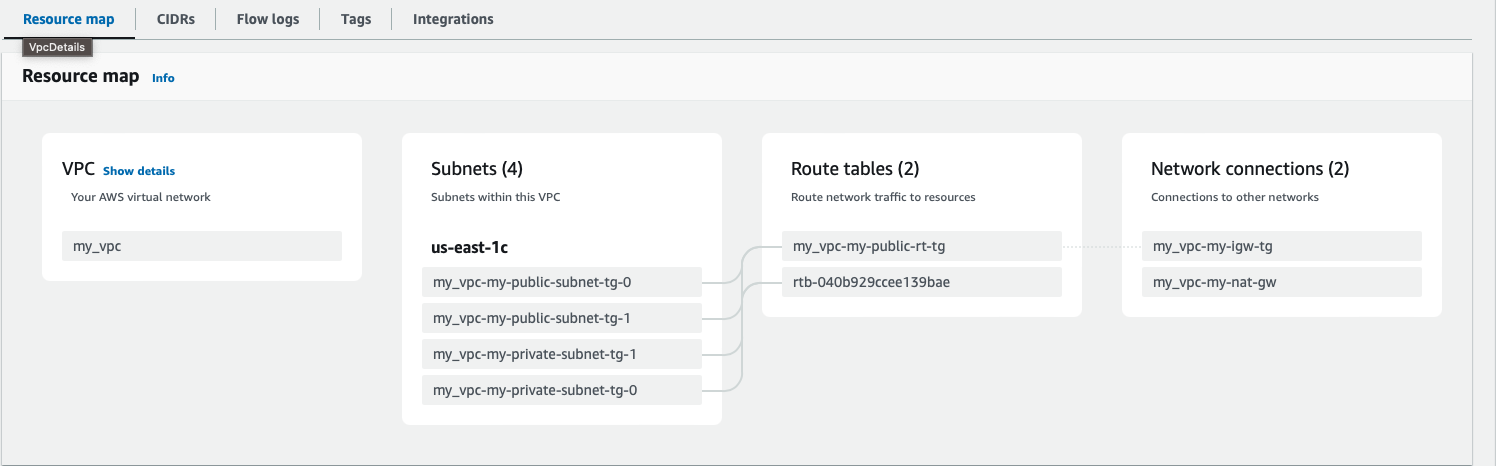 Resource map
CIDRs
Flow logs
Tags
Integrations
VpcDetails
Resource map Info
VPC Show details
Your AWS virtual network
my_vpc
Subnets (4)
Subnets within this VPC
us-east-1c
my_vpc-my-public-subnet-tg-0
my_vpc-my-public-subnet-tg-1
my_vpc-my-private-subnet-tg-1
my_vpc-my-private-subnet-tg-0
Route tables (2)
Route network traffic to resources
my_vpc-my-public-rt-tg
rtb-040b929ccee139bae
Network connections (2)
Connections to other networks
my_vpc-my-igw-tg
my_vpc-my-nat-gw